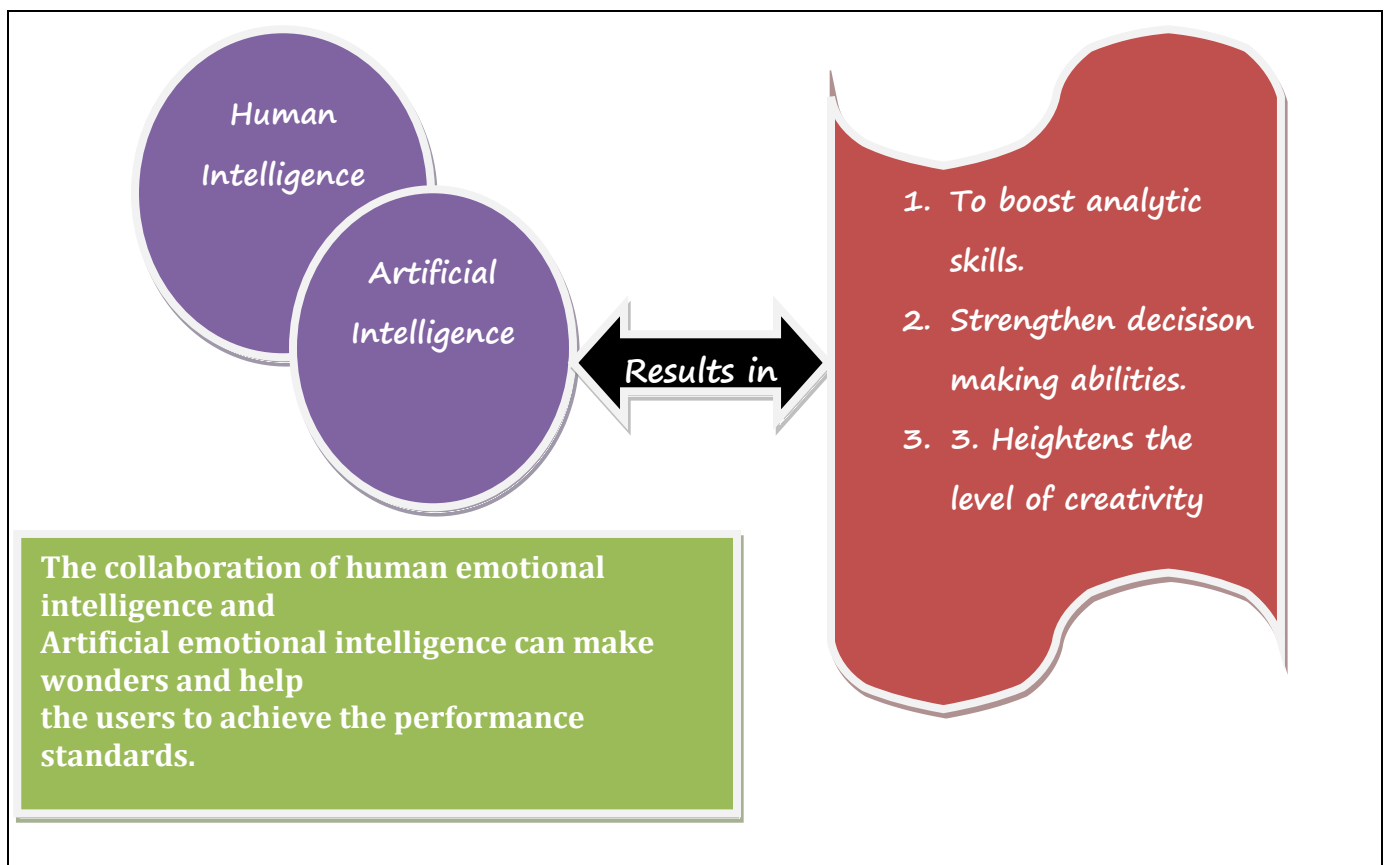 Human
Intelligence
Artificial
Intelligence
Results in
1. To boost analytic
skills.
2. Strengthen decisison
making abilities.
3. 3. Heightens the
level of creativity
The collaboration of human emotional
intelligence and
Artificial emotional intelligence can make
wonders and help
the users to achieve the performance
standards.